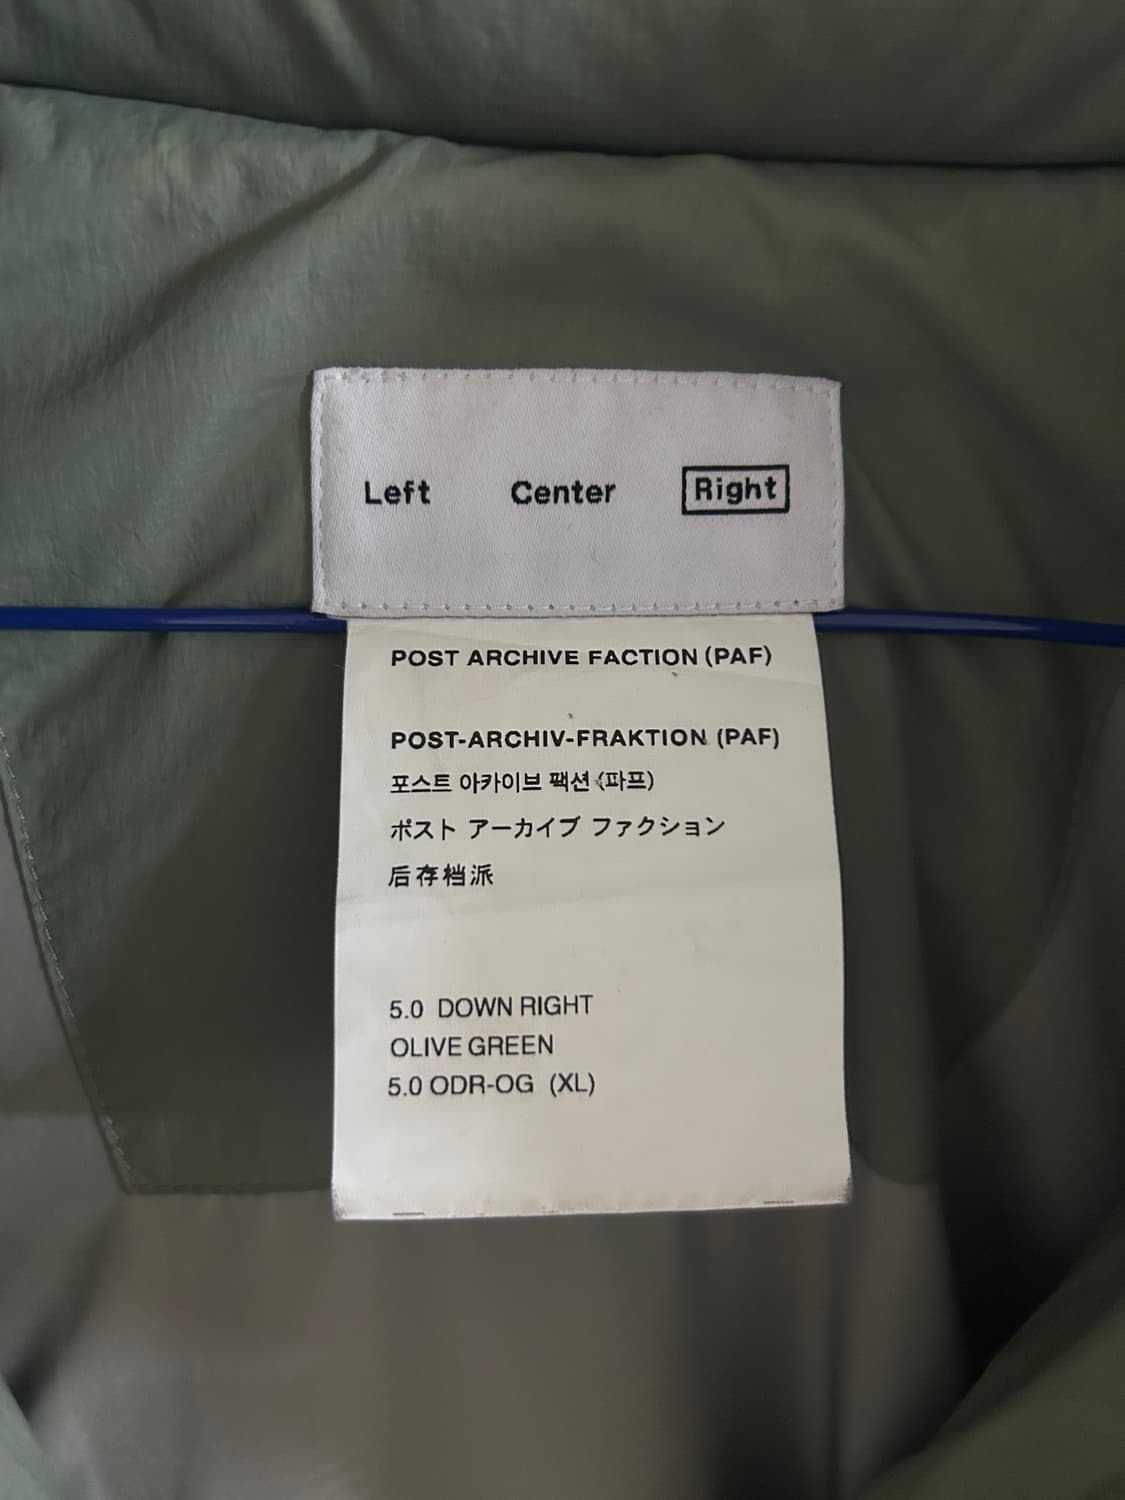 Left Center Right
POST ARCHIVE FACTION (PAF)
POST-ARCHIV-FRAKTION (PAF)
포스트 아카이브 팩션 (파프)
ポスト アーカイブ ファクション
后存档派
5.0 DOWN RIGHT
OLIVE GREEN
5.0 ODR-OG (XL)